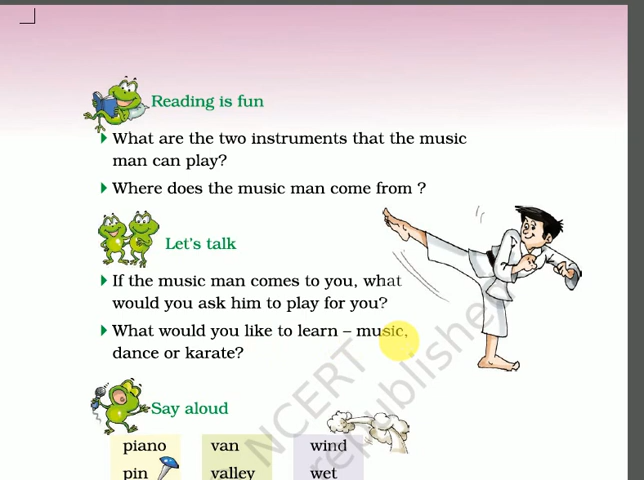 Reading is fun
What are the two instruments that the music
man can play?
Where does the music man come from ?
Let's talk
If the music man comes to you, what
would you ask him to play for you?
What would you like to learn – music,
dance or karate?
Say aloud
piano van wind
pin valley wet
NCERT
republishe